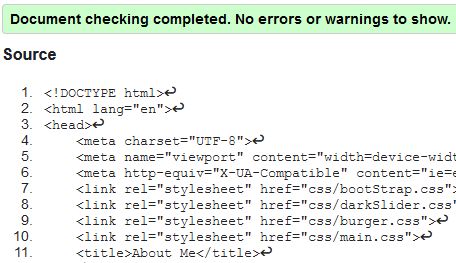 Document checking completed. No errors or warnings to show.
Source
1. <!DOCTYPE html>↩
2. <html lang="en">↩
3. <head>↩
4. <meta charset="UTF-8">↩
5. <meta name="viewport" content="width=device-widt
6. <meta http-equiv="X-UA-Compatible" content="ie=e
7. <link rel="stylesheet" href="css/bootStrap.css">
8. <link rel="stylesheet" href="css/darkSlider.css"
9. <link rel="stylesheet" href="css/burger.css">↩
10. <link rel="stylesheet" href="css/main.css">↩
11. <title>About Me</title>↩